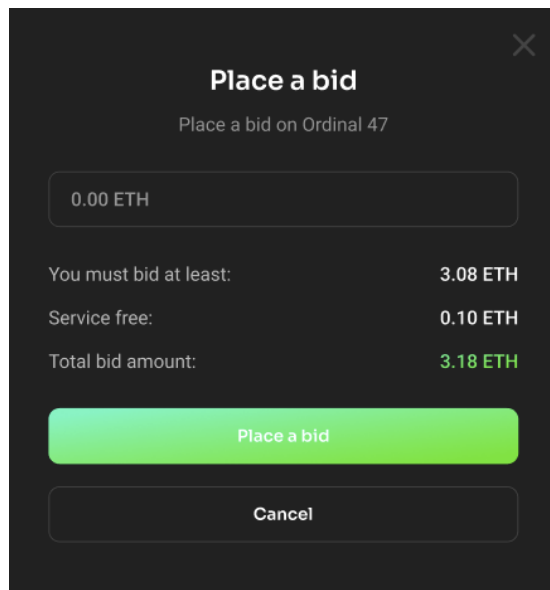 Place a bid
Place a bid on Ordinal 47
0.00 ETH
You must bid at least: 3.08 ETH
Service free: 0.10 ETH
Total bid amount: 3.18 ETH
Place a bid
Cancel